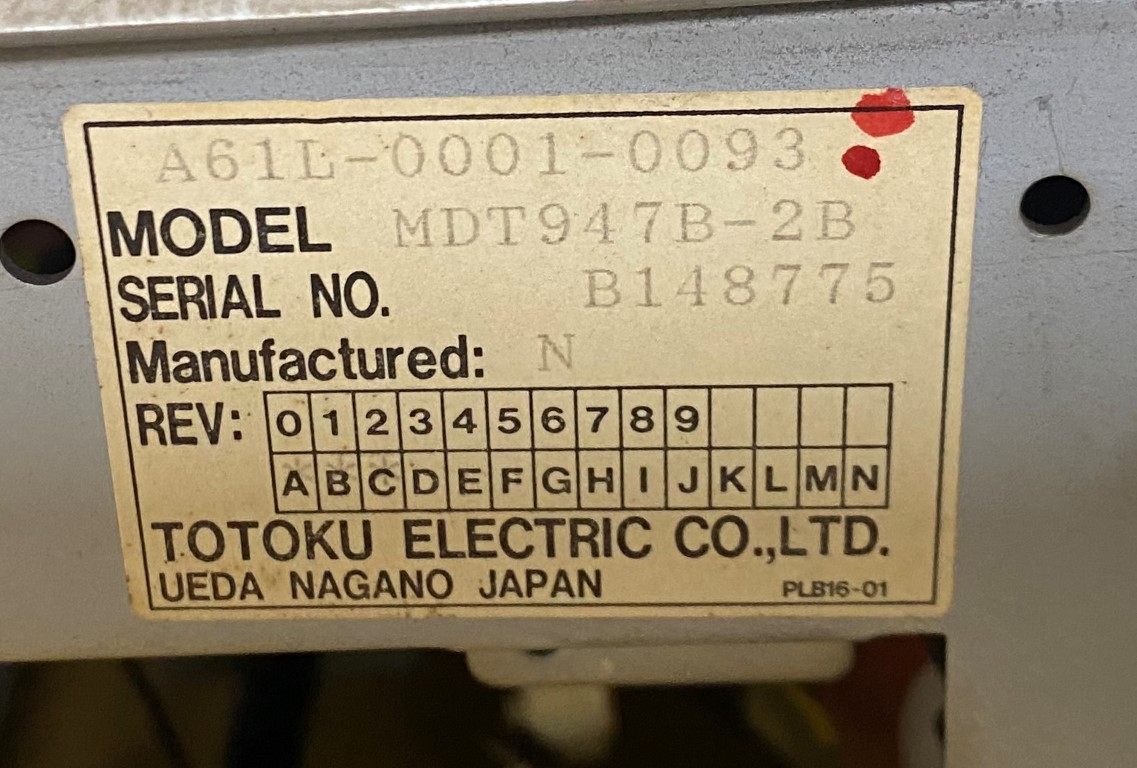 A61L-0001-0093
MODEL MDT947B-2B
SERIAL NO. B148775
Manufactured: N
REV: 0 1 2 3 4 5 6 7 8 9
A B C D E F G H I J K L M N
TOTOKU ELECTRIC CO.,LTD.
UEDA NAGANO JAPAN PLB16-01